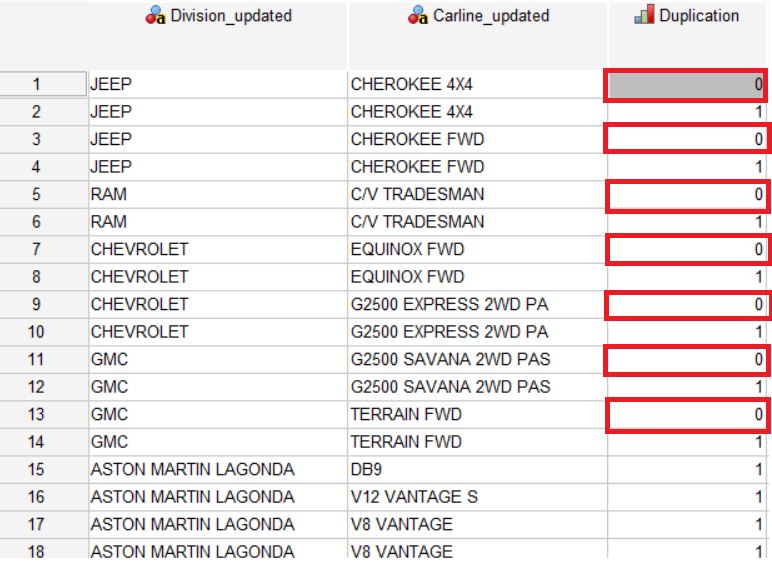 Division_updated Carline_updated Duplication
1 JEEP CHEROKEE 4X4 0
2 JEEP CHEROKEE 4X4 1
3 JEEP CHEROKEE FWD 0
4 JEEP CHEROKEE FWD 1
5 RAM C/V TRADESMAN 0
6 RAM C/V TRADESMAN 1
7 CHEVROLET EQUINOX FWD 0
8 CHEVROLET EQUINOX FWD 1
9 CHEVROLET G2500 EXPRESS 2WD PA 0
10 CHEVROLET G2500 EXPRESS 2WD PA 1
11 GMC G2500 SAVANA 2WD PAS 0
12 GMC G2500 SAVANA 2WD PAS 1
13 GMC TERRAIN FWD 0
14 GMC TERRAIN FWD 1
15 ASTON MARTIN LAGONDA DB9 1
16 ASTON MARTIN LAGONDA V12 VANTAGE S 1
17 ASTON MARTIN LAGONDA V8 VANTAGE 1
18 ASTON MARTIN LAGONDA V8 VANTAGE 1